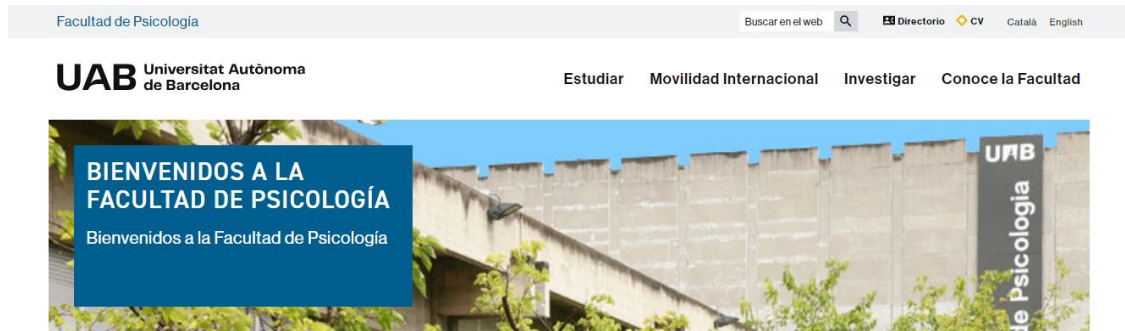 Facultad de Psicología
Buscar en el web
Directorio
CV
Català
English
UAB Universitat Autònoma
de Barcelona
Estudiar
Movilidad Internacional
Investigar
Conoce la Facultad
BIENVENIDOS A LA
FACULTAD DE PSICOLOGÍA
Bienvenidos a la Facultad de Psicología
UAB
de Psicologia